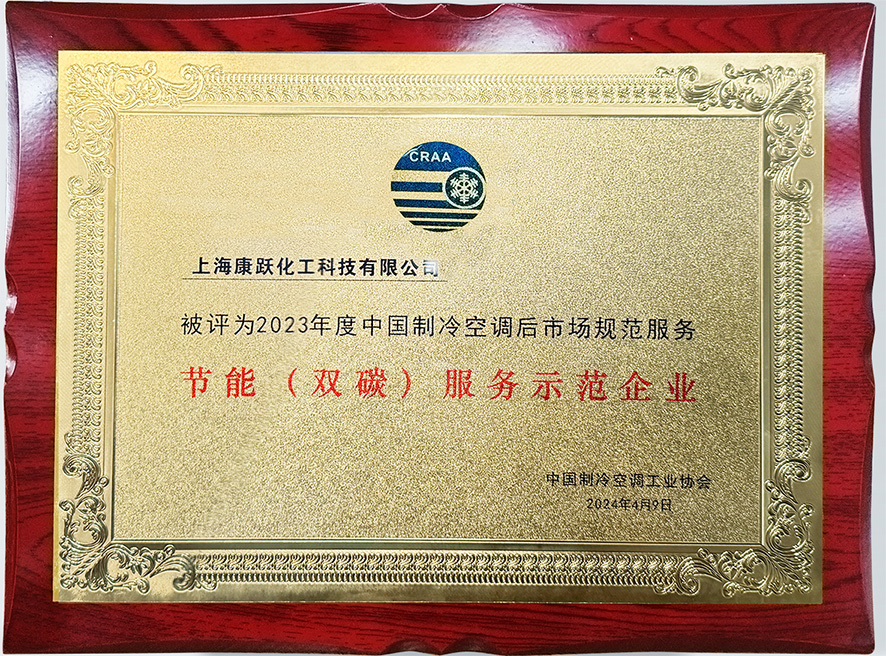 CRAA
上海康跃化工科技有限公司
被评为2023年度中国制冷空调后市场规范服务
节能（双碳）服务示范企业
中国制冷空调工业协会
2024年4月9日